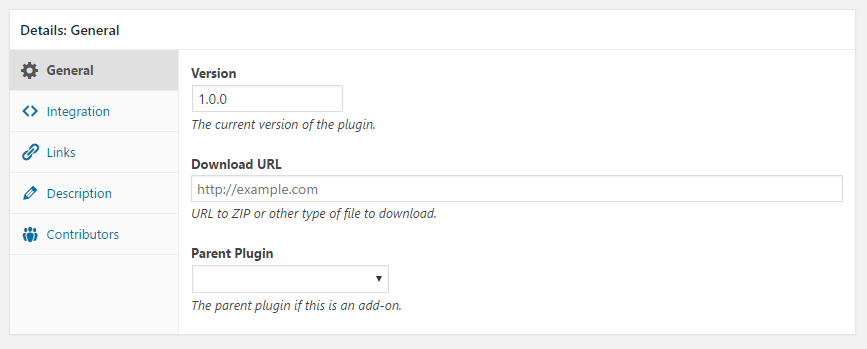 Details: General
General
Integration
Links
Description
Contributors
Version
1.0.0
The current version of the plugin.
Download URL
http://example.com
URL to ZIP or other type of file to download.
Parent Plugin
The parent plugin if this is an add-on.